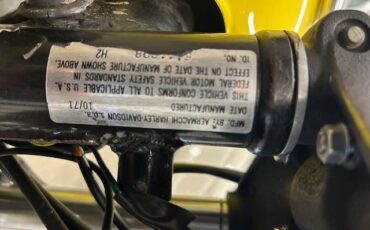 MFD. BY: AERMACCHI HARLEY-DAVIDSON
DATE MANUFACTURED 10/71
THIS VEHICLE CONFORMS TO ALL APPLICABLE U.S.A.
FEDERAL MOTOR VEHICLE SAFETY STANDARDS IN
EFFECT ON THE DATE OF MANUFACTURE SHOWN ABOVE.
ID. NO. H2